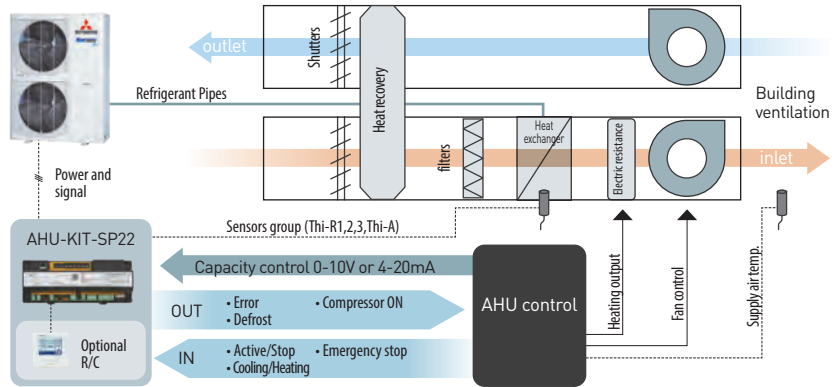 outlet
Shutters
Heat recovery
Refrigerant Pipes
Building
ventilation
Heat
exchanger
filters
Electric resistance
inlet
Power and
signal
Sensors group (Thi-R1,2,3,Thi-A)
AHU-KIT-SP22
Capacity control 0-10V or 4-20mA
OUT
• Error
• Defrost
• Compressor ON
AHU control
Heating output
Fan control
Supply air temp.
Optional
R/C
IN
• Active/Stop
• Cooling/Heating
• Emergency stop